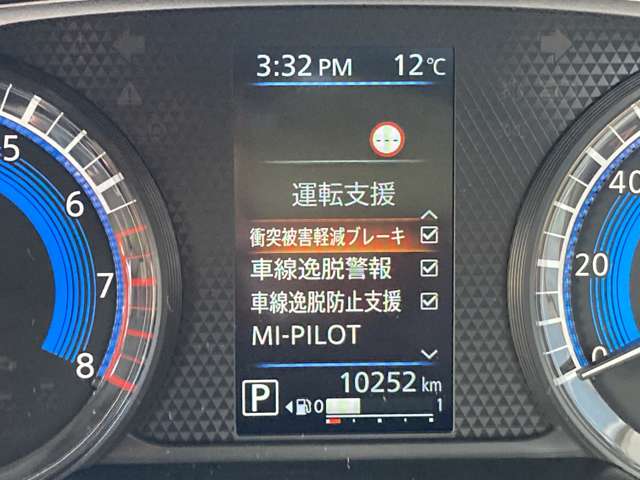 3:32 PM 12℃
運転支援
衝突被害軽減ブレーキ
車線逸脱警報
車線逸脱防止支援
MI-PILOT
P 10252 km
0 1
5
6
7
8
40
20
0